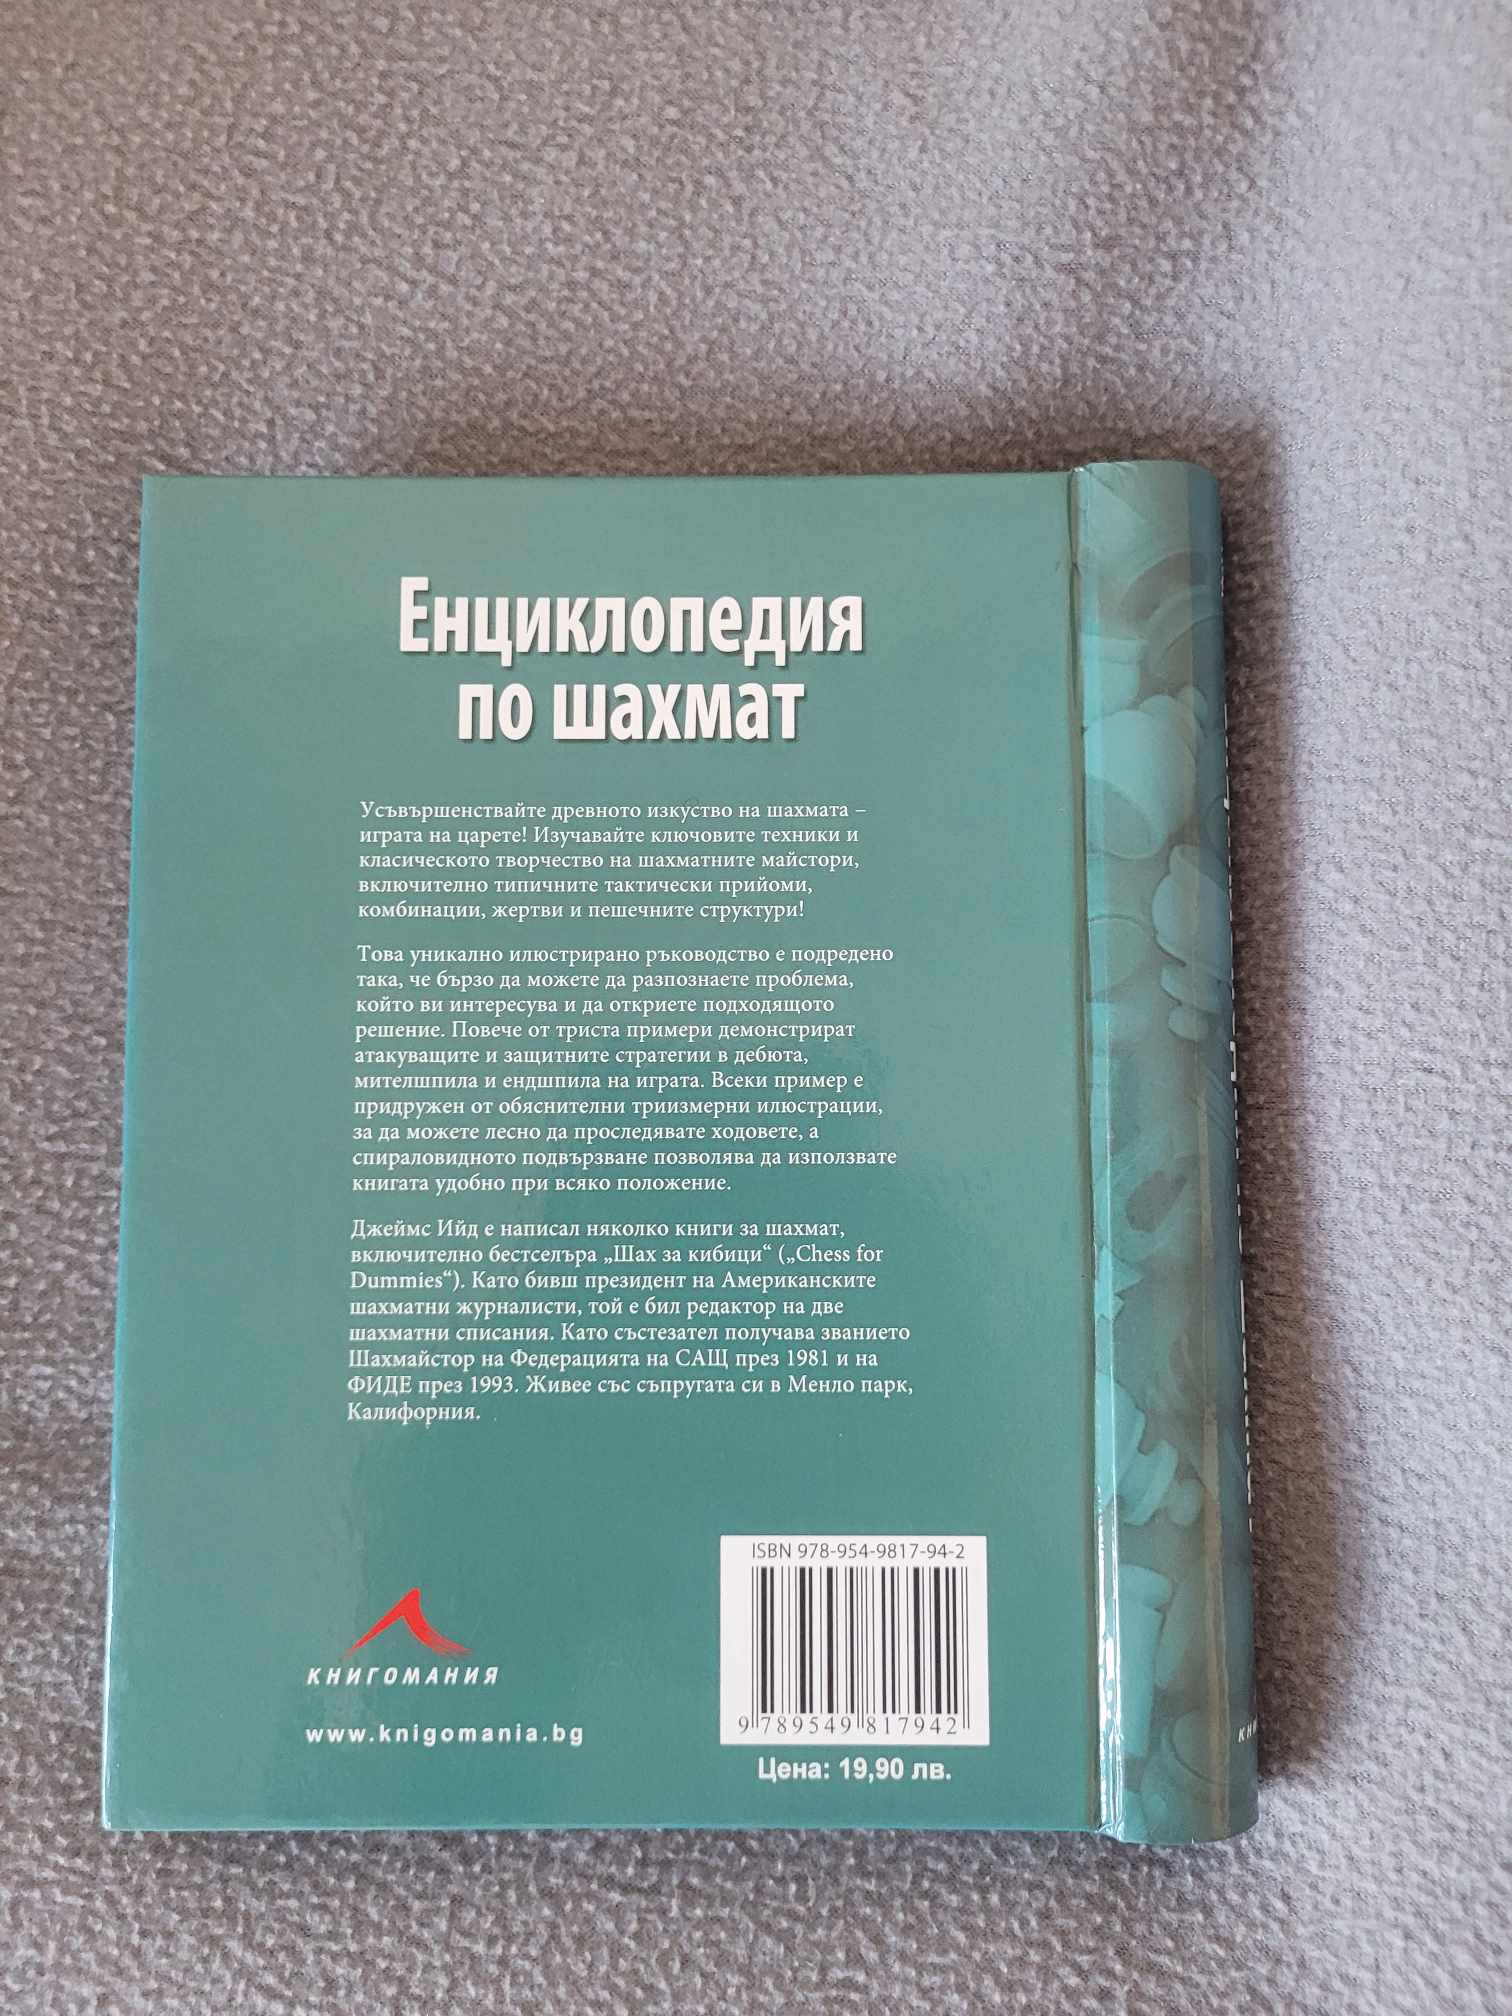 Енциклопедия
по шахмат
Усъвършенствайте древното изкуство на шахмата –
играта на царете! Изучавайте ключовите техники и
класическото творчество на шахматните майстори,
включително типичните тактически прийоми,
комбинации, жертви и пешечните структури!
Това уникално илюстрирано ръководство е подредено
така, че бързо да можете да разпознаете проблема,
който ви интересува и да откриете подходящото
решение. Повече от триста примери демонстрират
атакуващите и защитните стратегии в дебюта,
мителшпила и ендшпила на играта. Всеки пример е
придружен от обяснителни триизмерни илюстрации,
за да можете лесно да проследявате ходовете, а
спираловидното подвързване позволява да използвате
книгата удобно при всяко положение.
Джеймс Ийд е написал няколко книги за шахмат,
включително бестселъра „Шах за кибици“ („Chess for
Dummies“). Като бивш президент на Американските
шахматни журналисти, той е бил редактор на две
шахматни списания. Като състезател получава званието
Шахмайстор на Федерацията на САЩ през 1981 и на
ФИДЕ през 1993. Живее със съпругата си в Менло парк,
Калифорния.
ISBN 978-954-9817-94-2
9 789549 817942
Цена: 19,90 лв.
КНИГОМАНИЯ
www.knigomania.bg